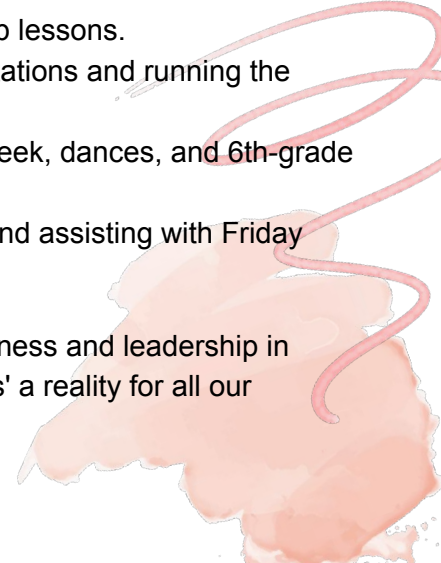 lessons.
ations and running the
eek, dances, and 6th-grade
nd assisting with Friday
ness and leadership in
s' a reality for all our